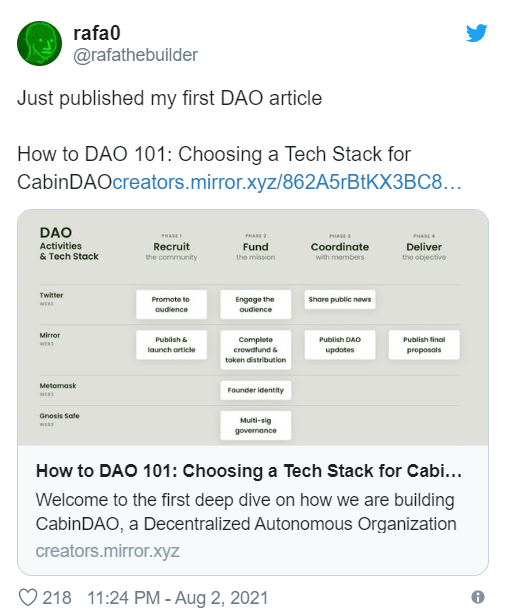 rafa0
@rafathebuilder
Just published my first DAO article
How to DAO 101: Choosing a Tech Stack for
CabinDAOcreators.mirror.xyz/862A5rBtKX3BC8…
DAO
Activities
& Tech Stack
PHASE 1
Recruit
the community
PHASE 2
Fund
the mission
PHASE 3
Coordinate
with members
PHASE 4
Deliver
the objective
Twitter
WEB2
Promote to
audience
Engage the
audience
Share public news
Mirror
WEB3
Publish &
launch article
Complete
crowdfund &
token distribution
Publish DAO
updates
Publish final
proposals
Metamask
WEB3
Founder identity
Gnosis Safe
WEB3
Multi-sig
governance
How to DAO 101: Choosing a Tech Stack for Cabi...
Welcome to the first deep dive on how we are building
CabinDAO, a Decentralized Autonomous Organization
creators.mirror.xyz
218 11:24 PM - Aug 2, 2021